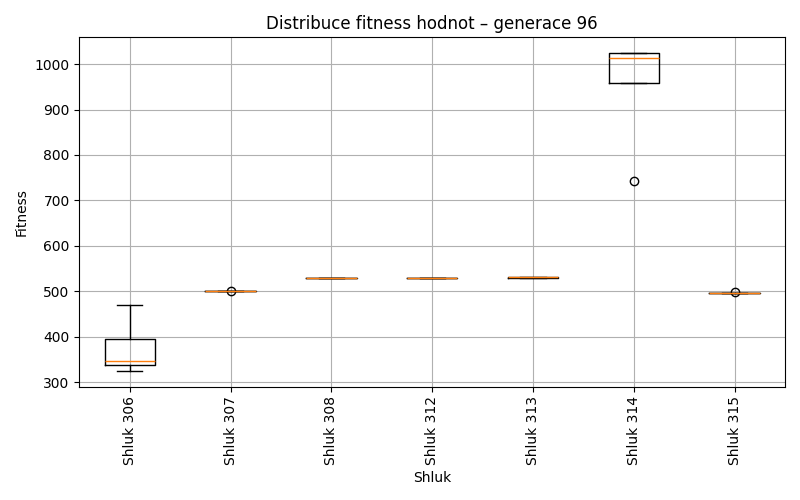 Distribuce fitness hodnot – generace 96
Fitness
1000
900
800
700
600
500
400
300
Shluk 306
Shluk 307
Shluk 308
Shluk 312
Shluk 313
Shluk 314
Shluk 315
Shluk